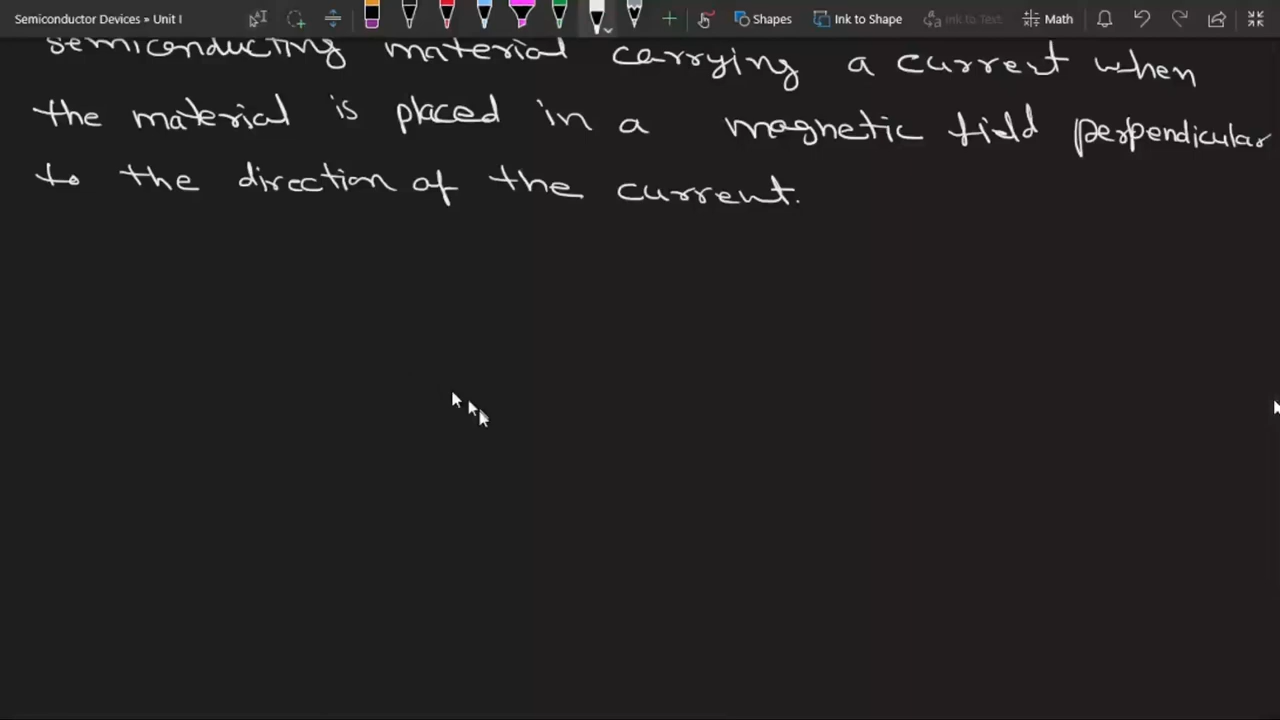 Semiconductor Devices » Unit I
Shapes
Ink to Shape
Ink to Text
Math
semiconducting material carrying a current when
the material is placed in a magnetic field perpendicular
to the direction of the current.